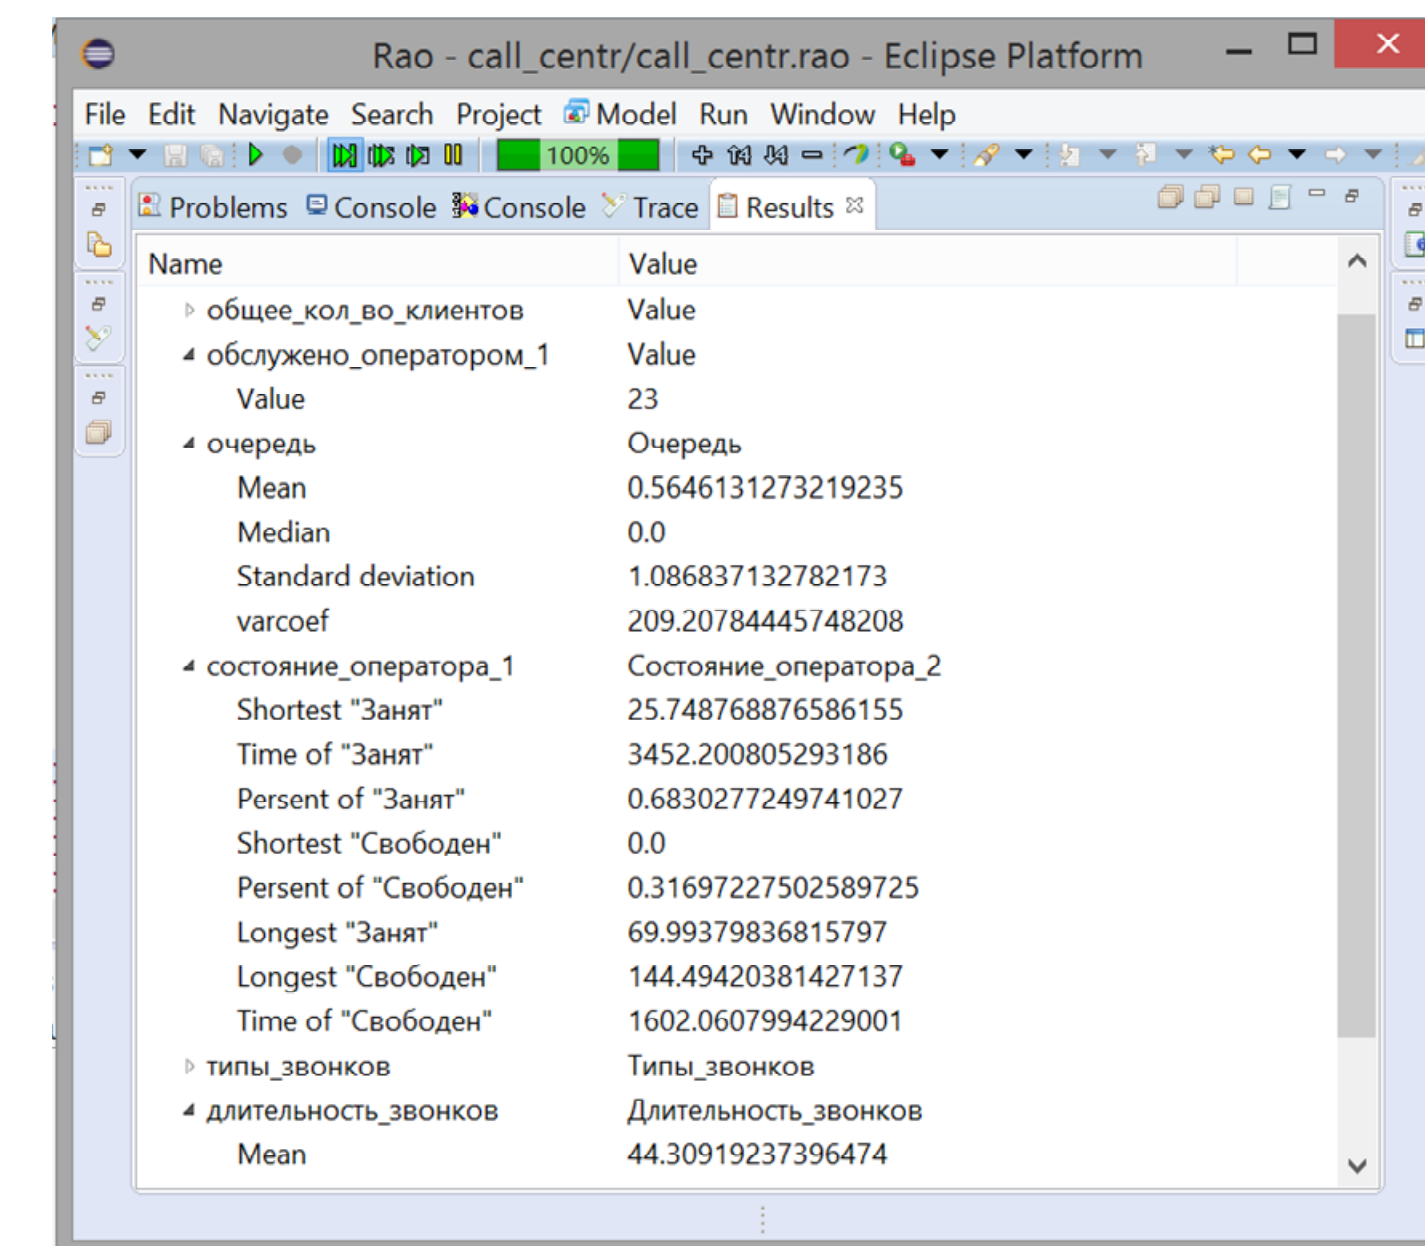 Rao - call_centr/call_centr.rao - Eclipse Platform
File Edit Navigate Search Project Model Run Window Help
100%
Problems Console Console Trace Results
Name Value
общее_кол_во_клиентов Value
обслужено_оператором_1 Value
Value 23
очередь Очередь
Mean 0.5646131273219235
Median 0.0
Standard deviation 1.086837132782173
varcoef 209.20784445748208
состояние_оператора_1 Состояние_оператора_2
Shortest "Занят" 25.748768876586155
Time of "Занят" 3452.200805293186
Persent of "Занят" 0.6830277249741027
Shortest "Свободен" 0.0
Persent of "Свободен" 0.31697227502589725
Longest "Занят" 69.99379836815797
Longest "Свободен" 144.49420381427137
Time of "Свободен" 1602.0607994229001
типы_звонков Типы_звонков
длительность_звонков Длительность_звонков
Mean 44.30919237396474